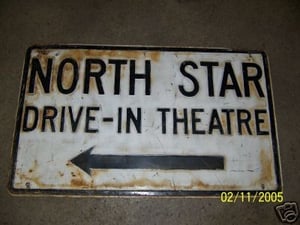 NORTH STAR
DRIVE-IN THEATRE
02/11/2005